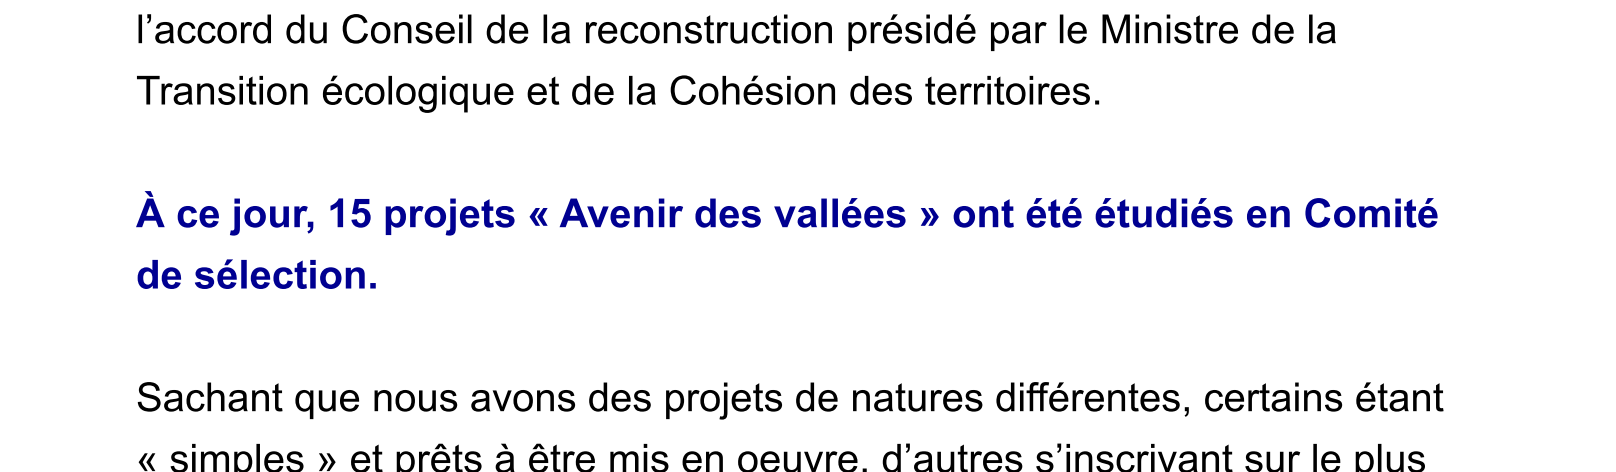 l’accord du Conseil de la reconstruction présidé par le Ministre de la
Transition écologique et de la Cohésion des territoires.
À ce jour, 15 projets « Avenir des vallées » ont été étudiés en Comité
de sélection.
Sachant que nous avons des projets de natures différentes, certains étant
« simples » et prêts à être mis en oeuvre, d’autres s’inscrivant sur le plus